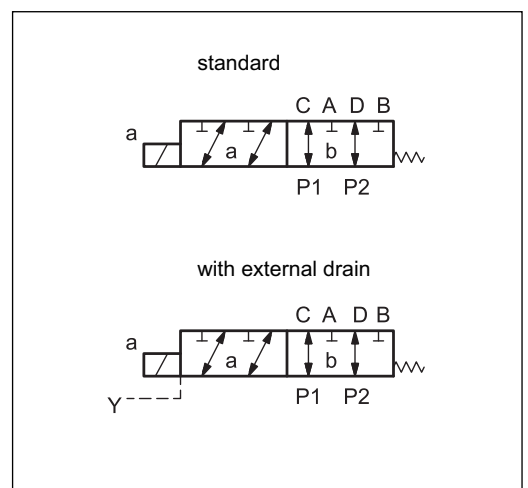 standard
C A D B
a
a b
P1 P2
with external drain
C A D B
a
a b
P1 P2
Y